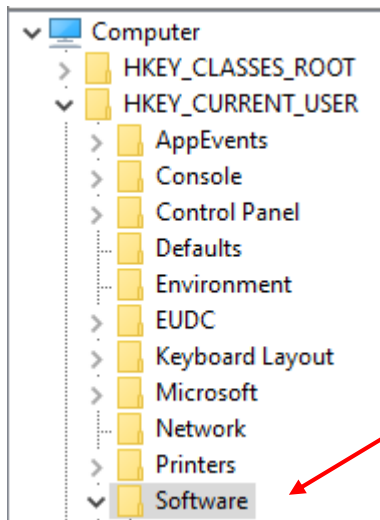 Computer
HKEY_CLASSES_ROOT
HKEY_CURRENT_USER
AppEvents
Console
Control Panel
Defaults
Environment
EUDC
Keyboard Layout
Microsoft
Network
Printers
Software